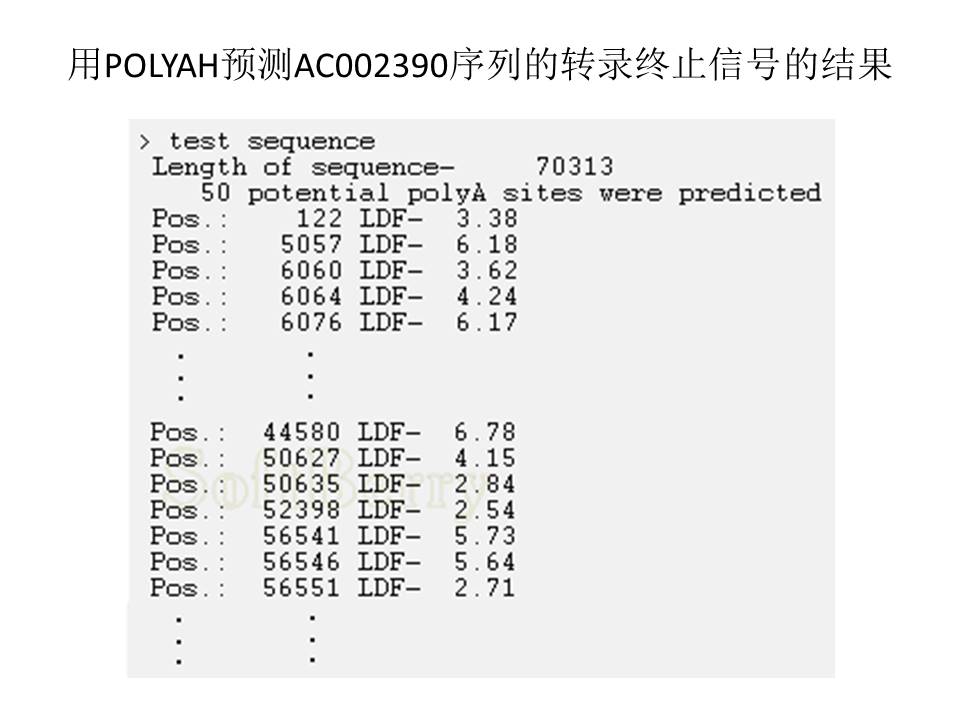 用POLYAH预测AC002390序列的转录终止信号的结果
> test sequence
Length of sequence-     70313
50 potential polyA sites were predicted
Pos.:     122 LDF-  3.38
Pos.:    5057 LDF-  6.18
Pos.:    6060 LDF-  3.62
Pos.:    6064 LDF-  4.24
Pos.:    6076 LDF-  6.17
.        .
.        .
.        .
Pos.:   44580 LDF-  6.78
Pos.:   50627 LDF-  4.15
Pos.:   50635 LDF-  2.84
Pos.:   52398 LDF-  2.54
Pos.:   56541 LDF-  5.73
Pos.:   56546 LDF-  5.64
Pos.:   56551 LDF-  2.71
.        .
.        .
.        .
SoftBerry